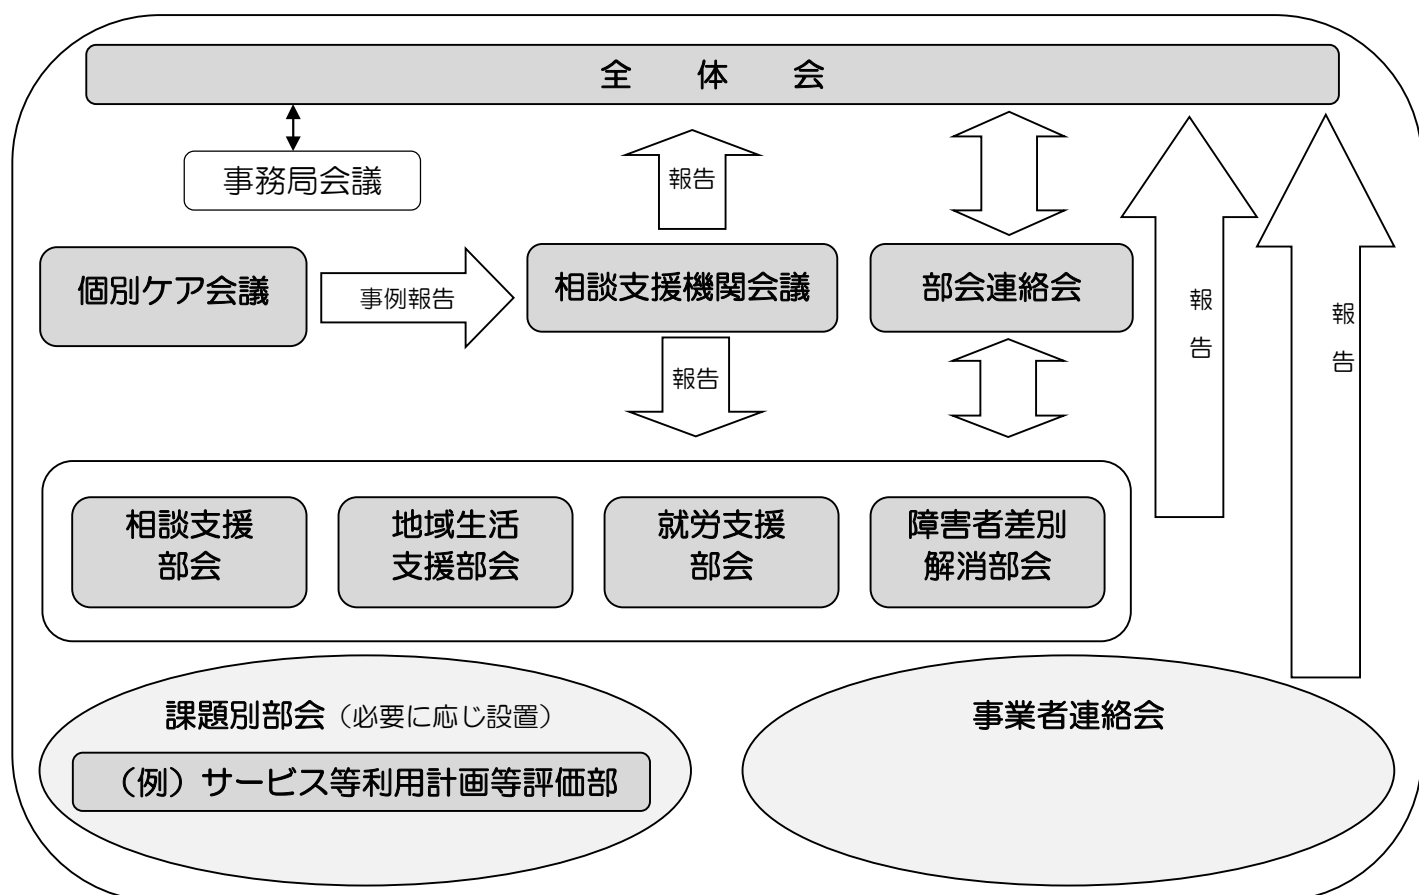 全　体　会
事務局会議
報告
個別ケア会議
事例報告
相談支援機関会議
部会連絡会
報
告
報
告
報告
相談支援
部会
地域生活
支援部会
就労支援
部会
障害者差別
解消部会
課題別部会（必要に応じ設置）
（例）サービス等利用計画等評価部
事業者連絡会